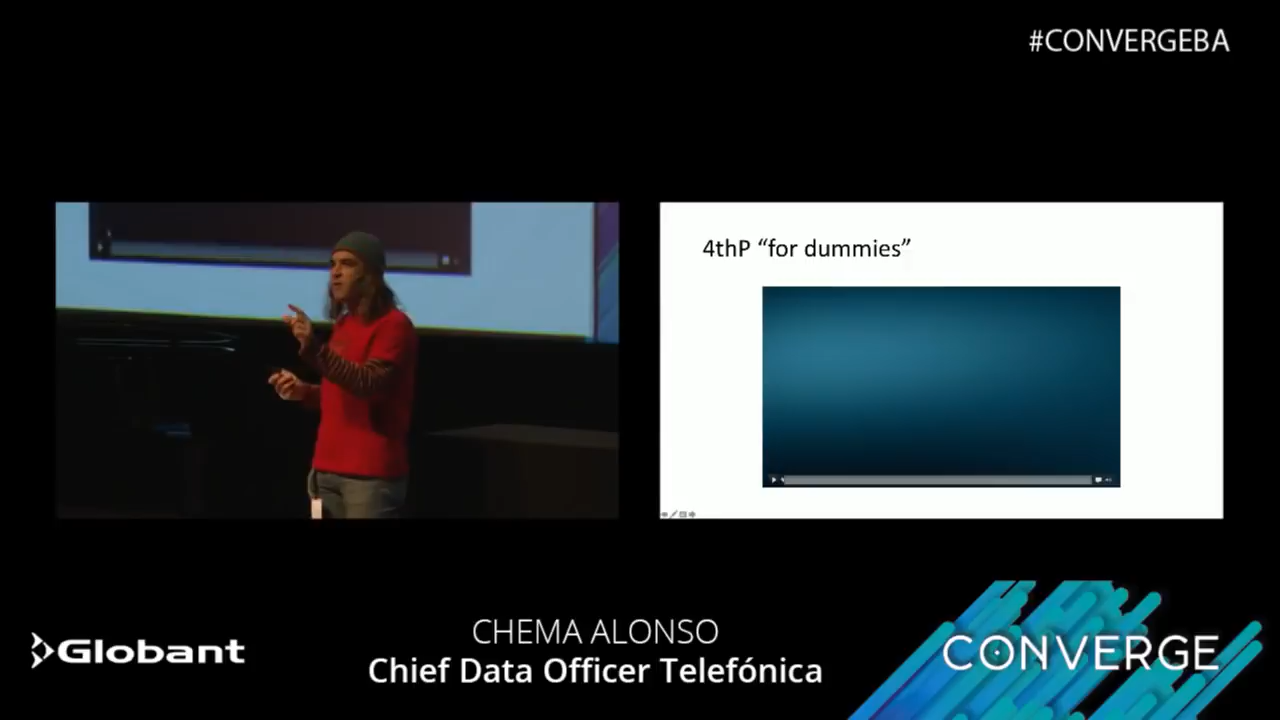 #CONVERGEBA
4thP “for dummies”
Globant
CHEMA ALONSO
Chief Data Officer Telefónica
CONVERGE